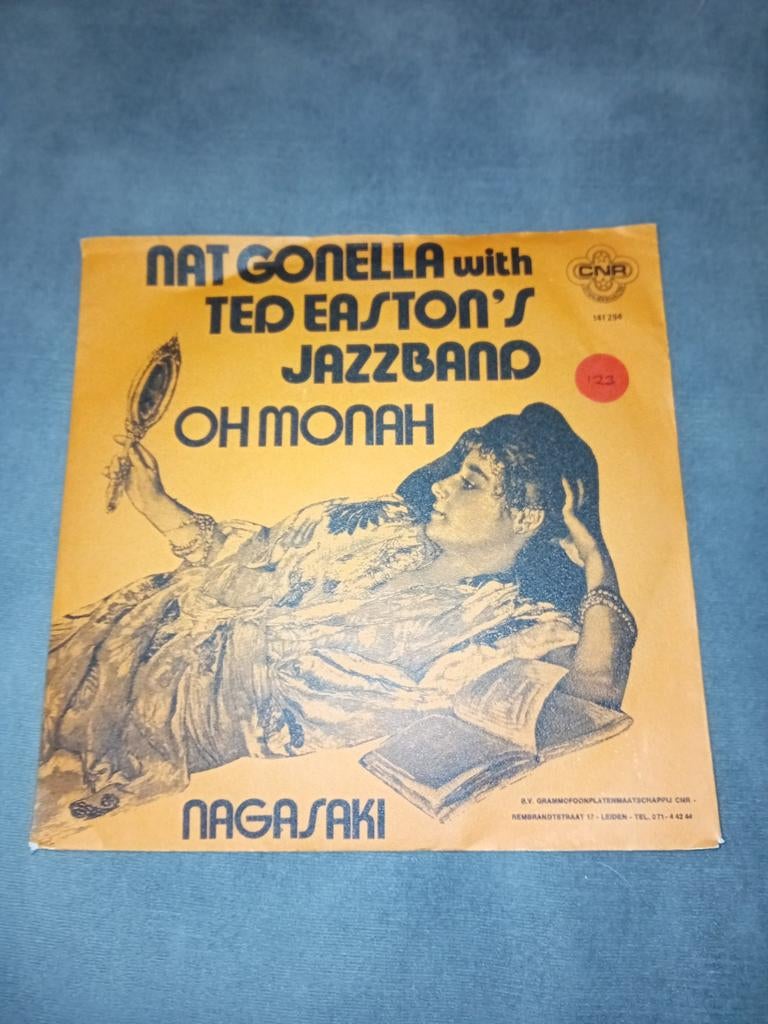 NAT GONELLA with
TED EASTON'S
JAZZBAND
OH MONAH
CNR
141 294
123
NAGASAKI
B.V. GRAMMOFOONPLATENMAATSCHAPPIJ CNR -
REMBRANDTSTRAAT 17 - LEIDEN - TEL. 071 - 4 42 44